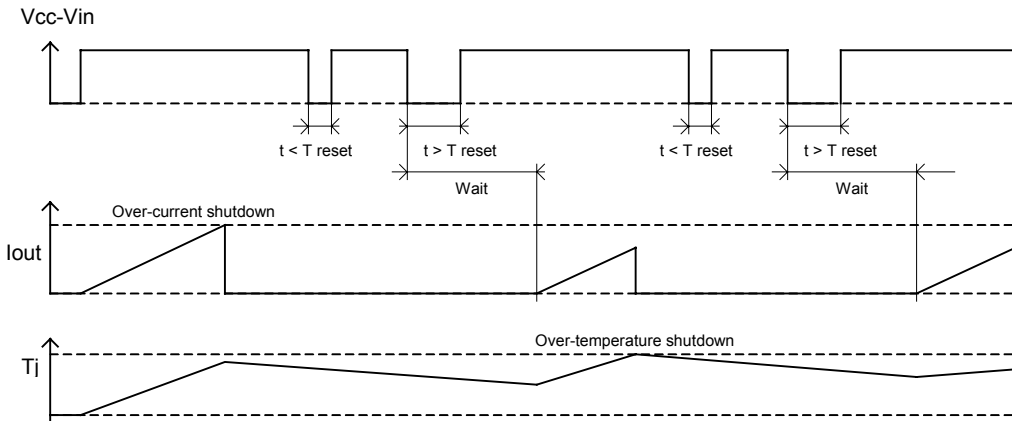 Vcc-Vin
t < T reset
t > T reset
t < T reset
t > T reset
Wait
Wait
Over-current shutdown
Iout
Over-temperature shutdown
Tj